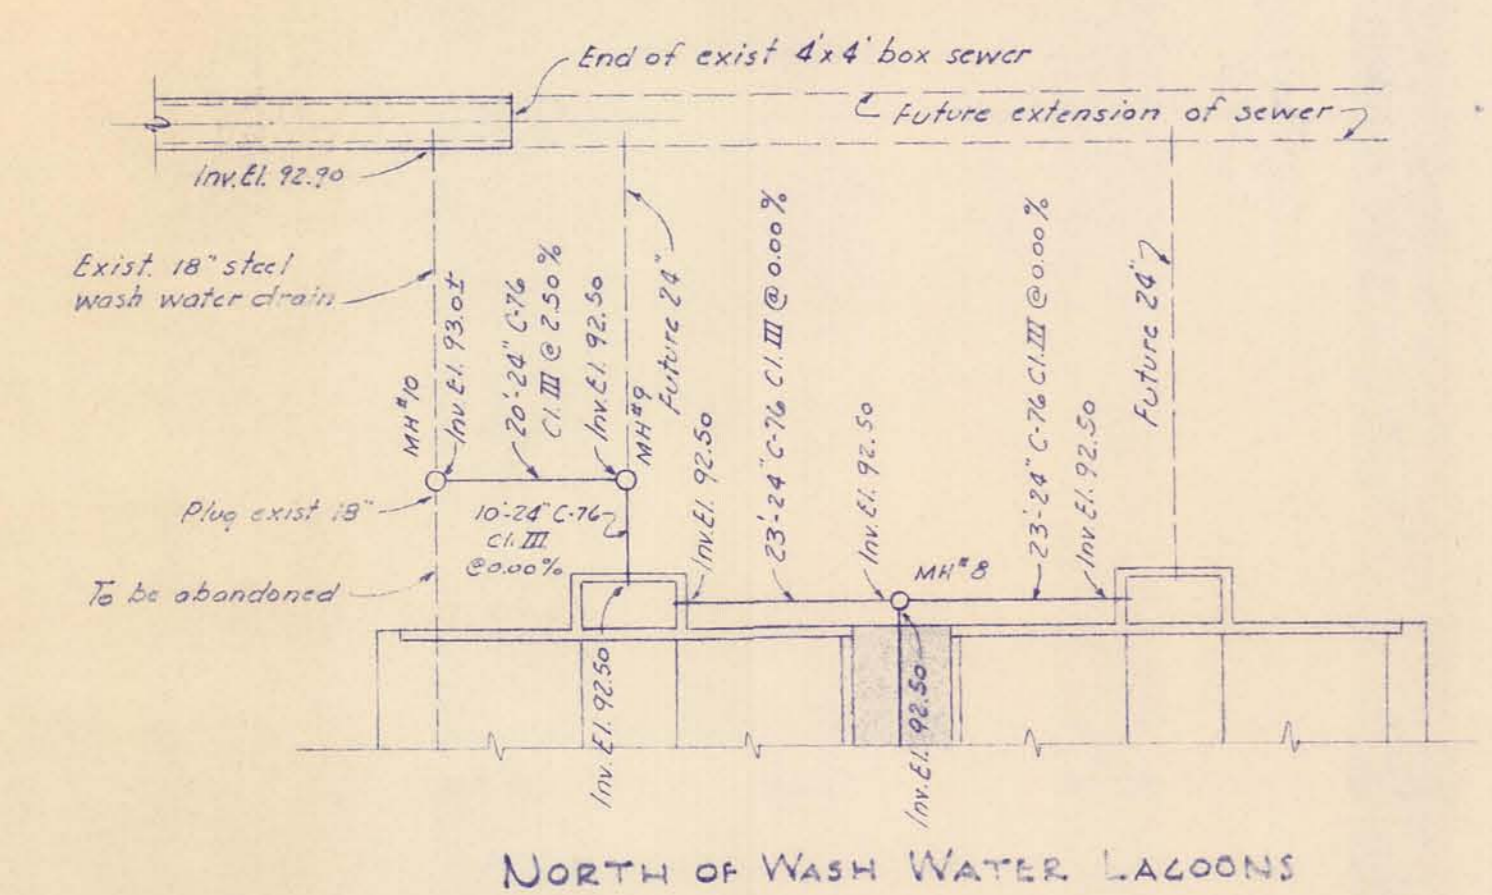 End of exist 4'x4' box sewer
Future extension of sewer
Inv.El. 92.90
Exist. 18" steel
wash water drain
MH#10
Inv.El. 93.0±
20'-24" C-76
Cl.III @ 2.50%
Inv.El. 92.50
MH#9
Future 24"
Inv.El. 92.50
23'-24" C-76 Cl.III @ 0.00%
Inv.El. 92.50
23'-24" C-76 Cl.III @ 0.00%
Inv.El. 92.50
Future 24"
Plug exist 18"
10'-24" C-76
Cl.III
@0.00%
MH#8
To be abandoned
Inv.El. 92.50
Inv.El. 92.50
NORTH OF WASH WATER LAGOONS